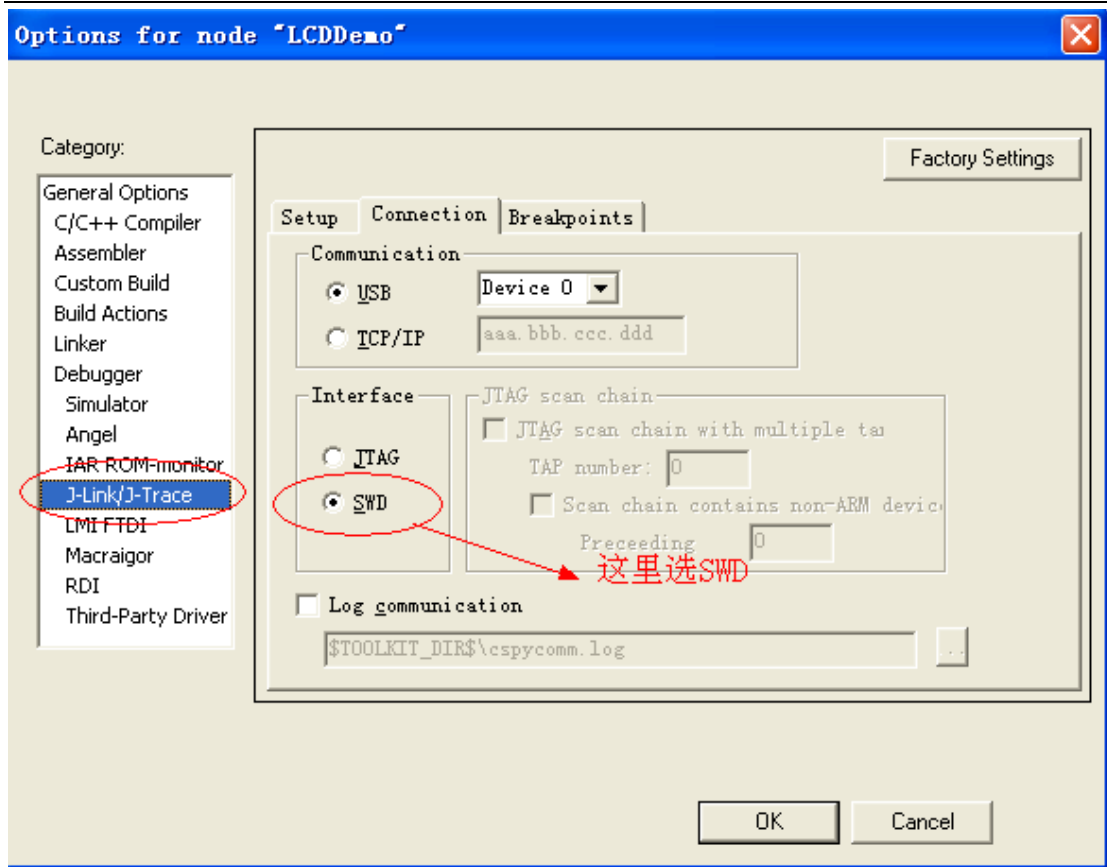 Options for node "LCDDemo"
Category:
Factory Settings
General Options
C/C++ Compiler
Assembler
Custom Build
Build Actions
Linker
Debugger
Simulator
Angel
IAR ROM-monitor
J-Link/J-Trace
LMI FTDI
Macraigor
RDI
Third-Party Driver
Setup Connection Breakpoints
Communication
USB Device 0
TCP/IP aaa.bbb.ccc.ddd
Interface
JTAG
SWD
JTAG scan chain
JTAG scan chain with multiple tar
TAP number: 0
Scan chain contains non-ARM device
Preceeding 0
这里选SWD
Log communication
$TOOLKIT_DIR$\cspycomm.log
...
OK Cancel